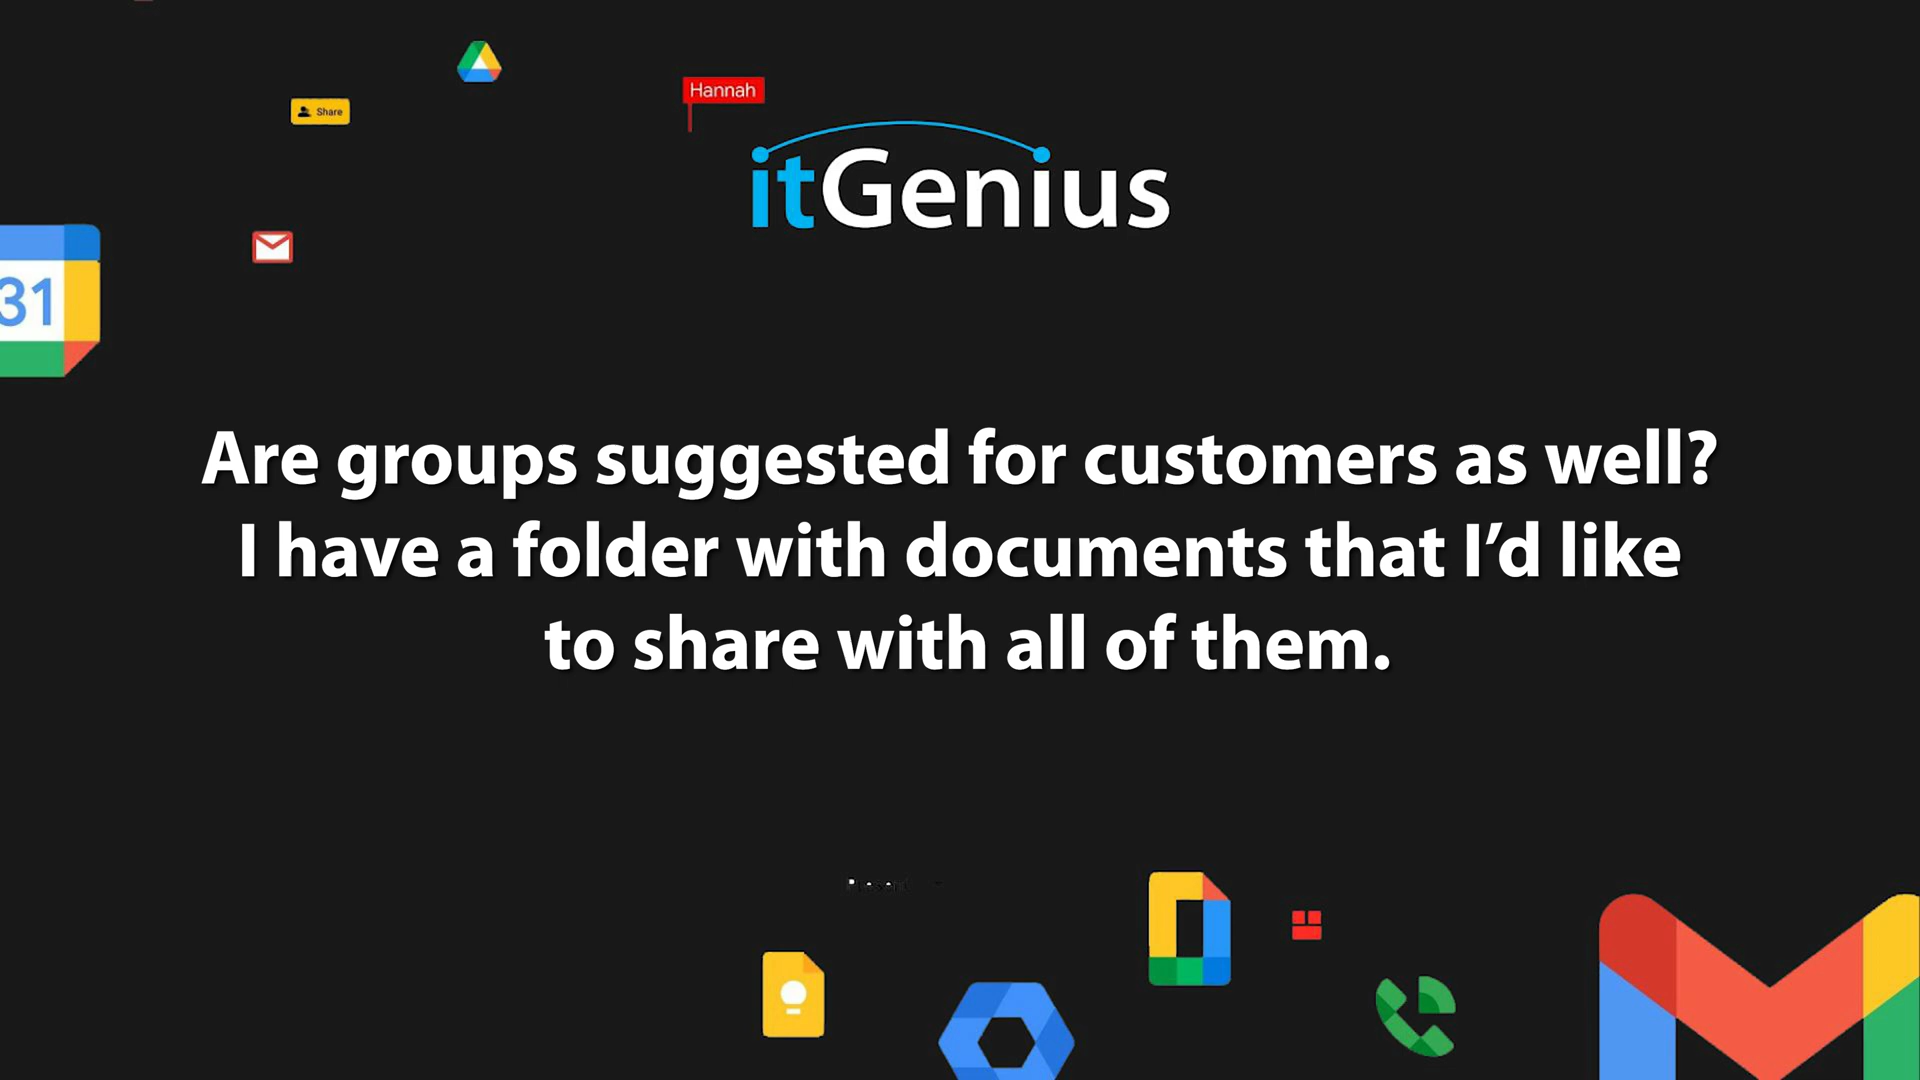 Hannah
Share
itGenius
31
Are groups suggested for customers as well?
I have a folder with documents that I’d like
to share with all of them.